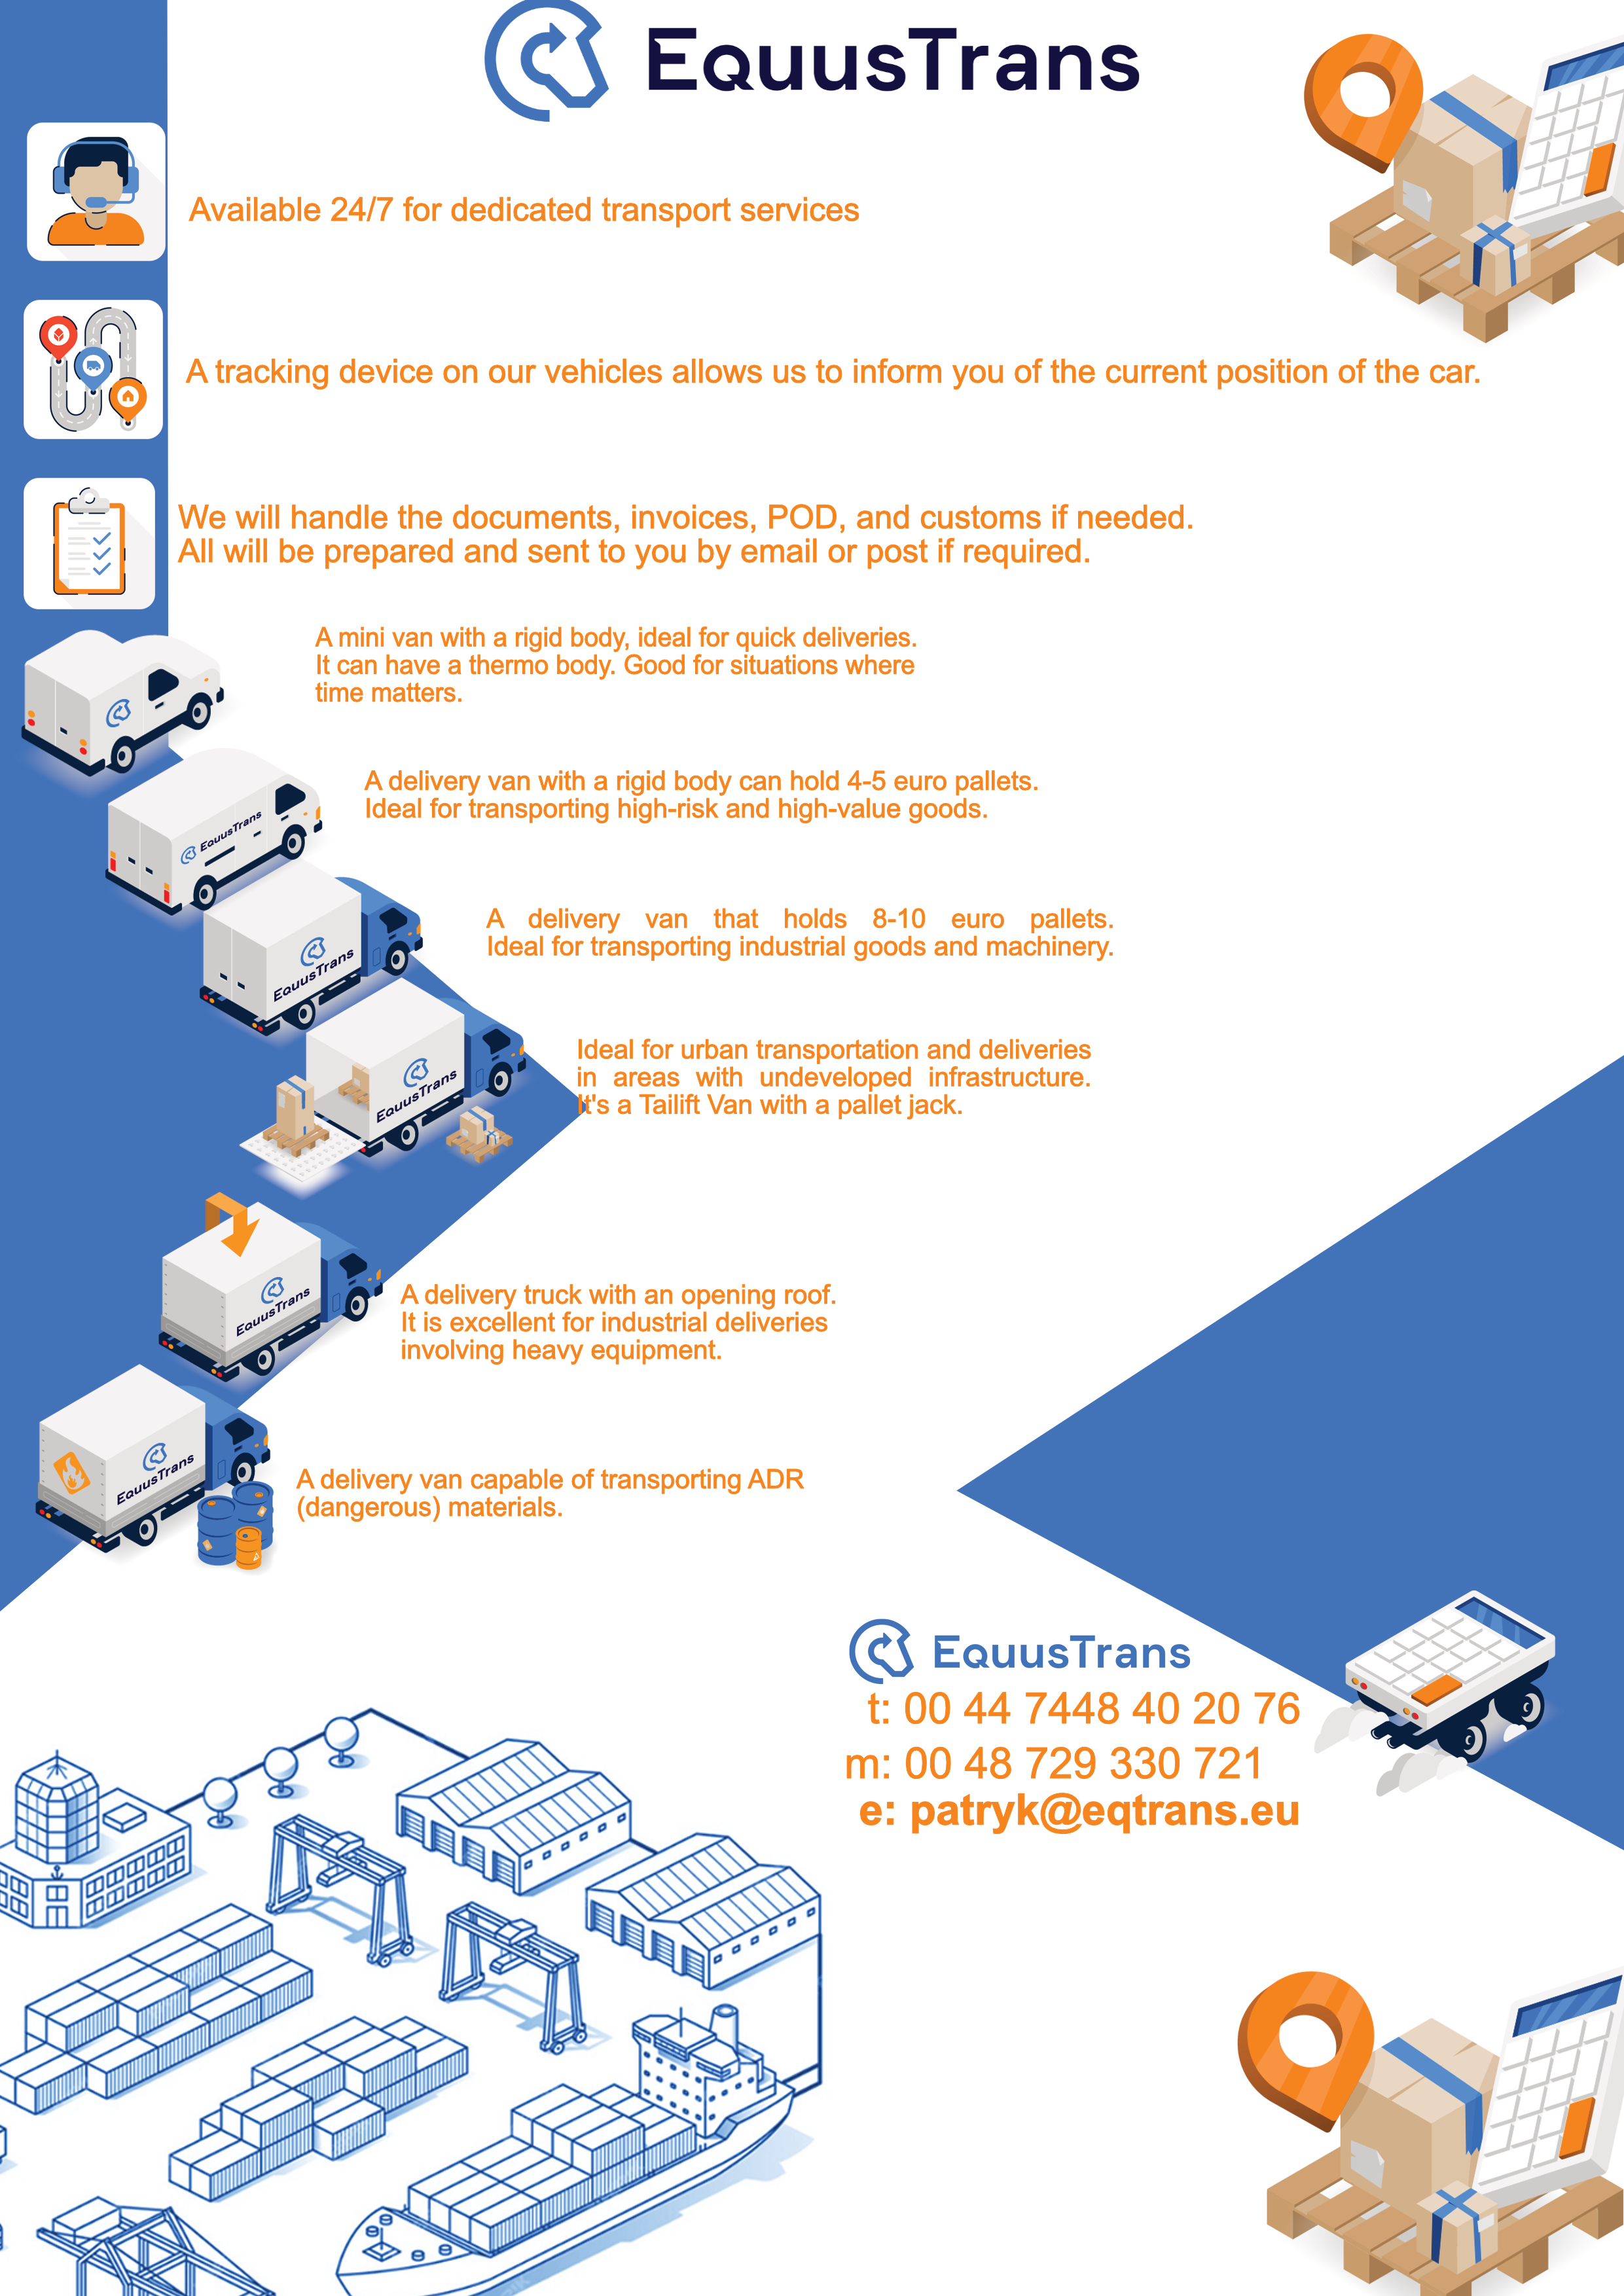 EquusTrans
Available 24/7 for dedicated transport services
A tracking device on our vehicles allows us to inform you of the current position of the car.
We will handle the documents, invoices, POD, and customs if needed.
All will be prepared and sent to you by email or post if required.
A mini van with a rigid body, ideal for quick deliveries.
It can have a thermo body. Good for situations where
time matters.
A delivery van with a rigid body can hold 4-5 euro pallets.
Ideal for transporting high-risk and high-value goods.
EquusTrans
A delivery van that holds 8-10 euro pallets.
Ideal for transporting industrial goods and machinery.
EquusTrans
Ideal for urban transportation and deliveries
in areas with undeveloped infrastructure.
It's a Tailift Van with a pallet jack.
EquusTrans
A delivery truck with an opening roof.
It is excellent for industrial deliveries
involving heavy equipment.
EquusTrans
A delivery van capable of transporting ADR
(dangerous) materials.
EquusTrans
EquusTrans
t: 00 44 7448 40 20 76
m: 00 48 729 330 721
e: patryk@eqtrans.eu